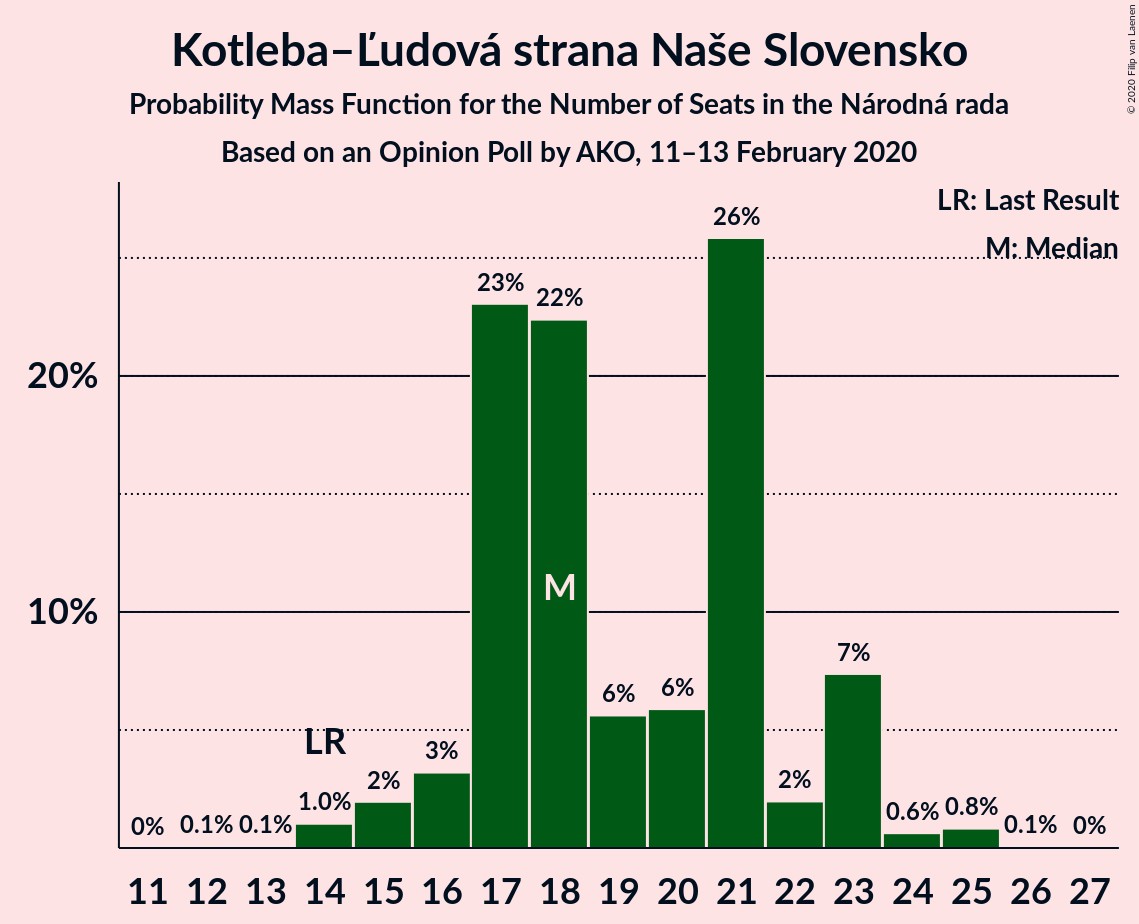 Kotleba–Ľudová strana Naše Slovensko
Probability Mass Function for the Number of Seats in the Národná rada
Based on an Opinion Poll by AKO, 11–13 February 2020
© 2020 Filip van Laenen
LR: Last Result
M: Median
20%
10%
0%
0.1%
0.1%
1.0%
2%
3%
23%
22%
6%
6%
26%
2%
7%
0.6%
0.8%
0.1%
0%
LR
M
11 12 13 14 15 16 17 18 19 20 21 22 23 24 25 26 27